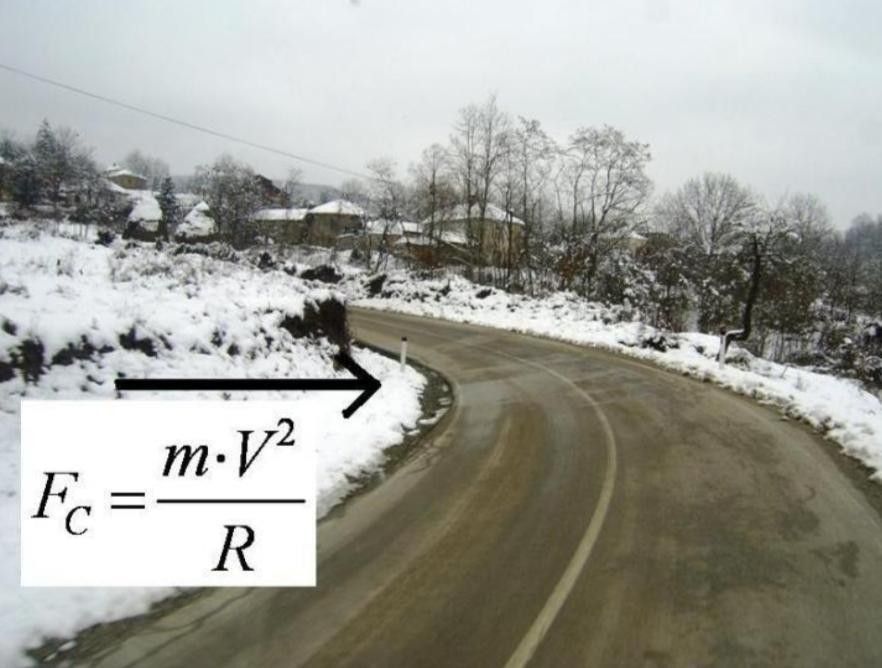 F_C = m·V²/R